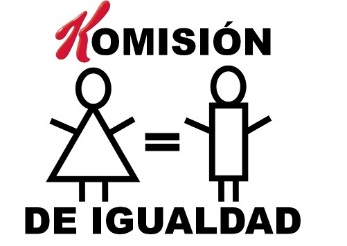 KOMISIÓN
=
DE IGUALDAD